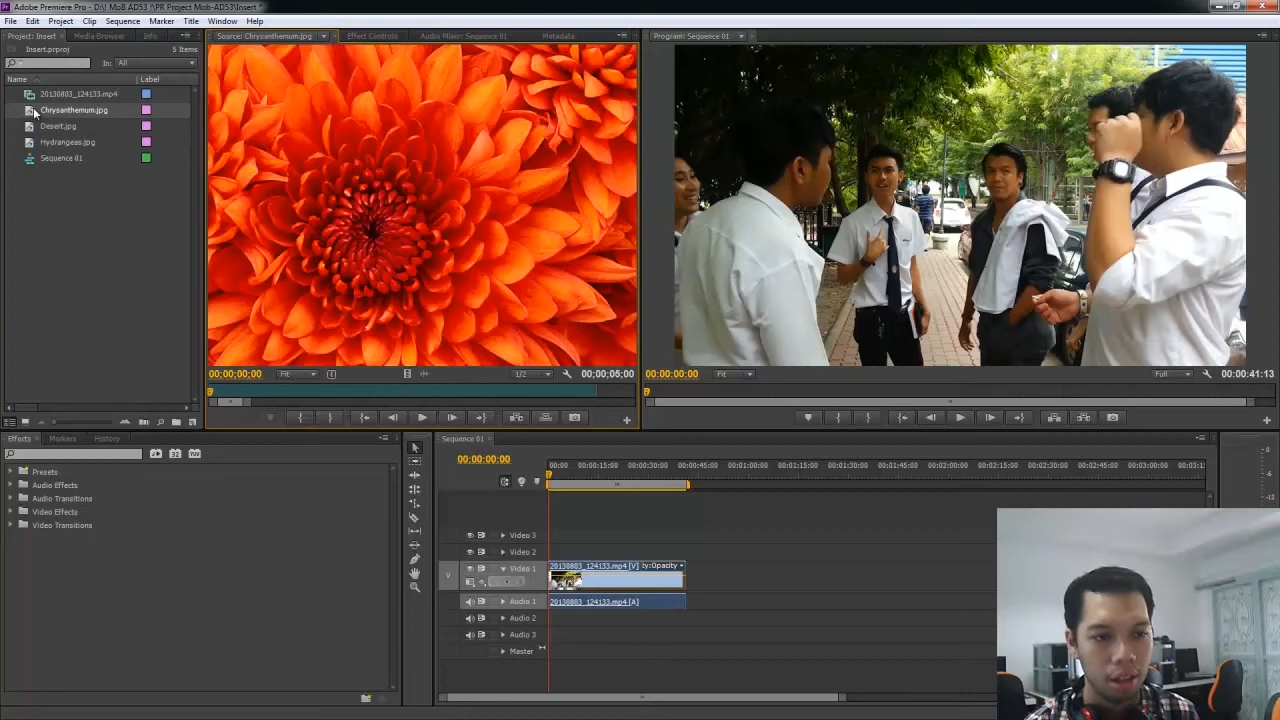 Adobe Premiere Pro - D:\! MoB AD53 !\PR Project Mob-AD53\Insert *
File Edit Project Clip Sequence Marker Title Window Help
Project: Insert Media Browser Info
Insert.prproj 5 Items
In: All
Name Label
20130803_124133.mp4
Chrysanthemum.jpg
Desert.jpg
Hydrangeas.jpg
Sequence 01
Source: Chrysanthemum.jpg Effect Controls Audio Mixer: Sequence 01 Metadata
00;00;00;00 Fit 1/2 00;00;05;00
Program: Sequence 01
00:00:00:00 Fit Full 00:00:41:13
Effects Markers History
Presets
Audio Effects
Audio Transitions
Video Effects
Video Transitions
Sequence 01
00:00:00:00
00:00 00:00:15:00 00:00:30:00 00:00:45:00 00:01:00:00 00:01:15:00 00:01:30:00 00:01:45:00 00:02:00:00 00:02:15:00 00:02:30:00 00:02:45:00 00:03:00:00
Video 3
Video 2
V Video 1 20130803_124133.mp4 [V] ty:Opacity
Audio 1 20130803_124133.mp4 [A]
Audio 2
Audio 3
Master
0
-6
-12